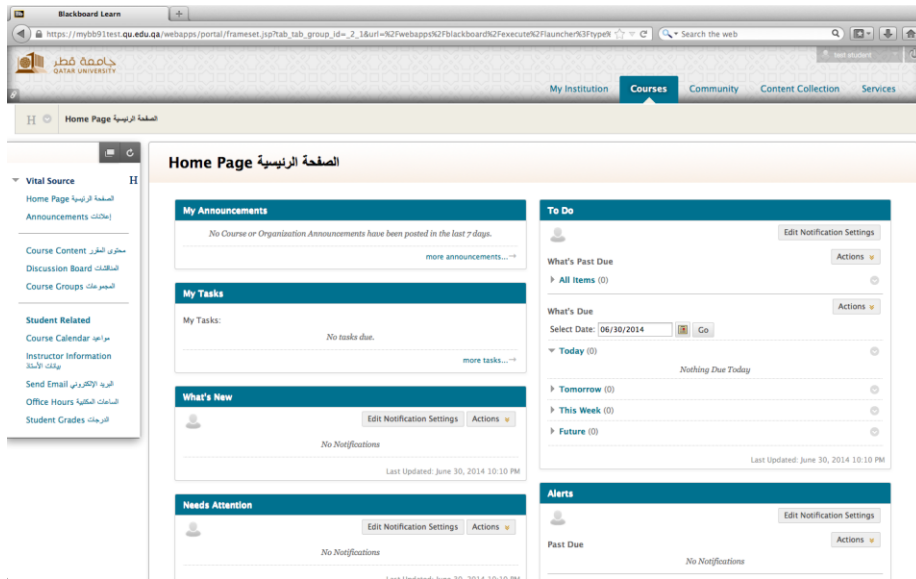 Blackboard Learn
https://mybb91test.qu.edu.qa/webapps/portal/frameset.jsp?tab_tab_group_id=_2_1&url=%2Fwebapps%2Fblackboard%2Fexecute%2Flauncher%3Ftype%
Search the web
جامعة قطر
QATAR UNIVERSITY
test student
My Institution Courses Community Content Collection Services
H Home Page الصفحة الرئيسية
Home Page الصفحة الرئيسية
Vital Source H
Home Page الصفحة الرئيسية
Announcements إعلانات
Course Content محتوى المقرر
Discussion Board المناقشات
Course Groups المجموعات
Student Related
Course Calendar مواعيد
Instructor Information
بيانات الأستاذ
Send Email البريد الإلكتروني
Office Hours الساعات المكتبية
Student Grades الدرجات
My Announcements
No Course or Organization Announcements have been posted in the last 7 days.
more announcements...→
My Tasks
My Tasks:
No tasks due.
more tasks...→
What's New
Edit Notification Settings Actions
No Notifications
Last Updated: June 30, 2014 10:10 PM
Needs Attention
Edit Notification Settings Actions
No Notifications
Last Updated: June 30, 2014 10:10 PM
To Do
Edit Notification Settings
What's Past Due
Actions
All Items (0)
What's Due
Actions
Select Date: 06/30/2014 Go
Today (0)
Nothing Due Today
Tomorrow (0)
This Week (0)
Future (0)
Last Updated: June 30, 2014 10:10 PM
Alerts
Edit Notification Settings
Past Due
Actions
No Notifications